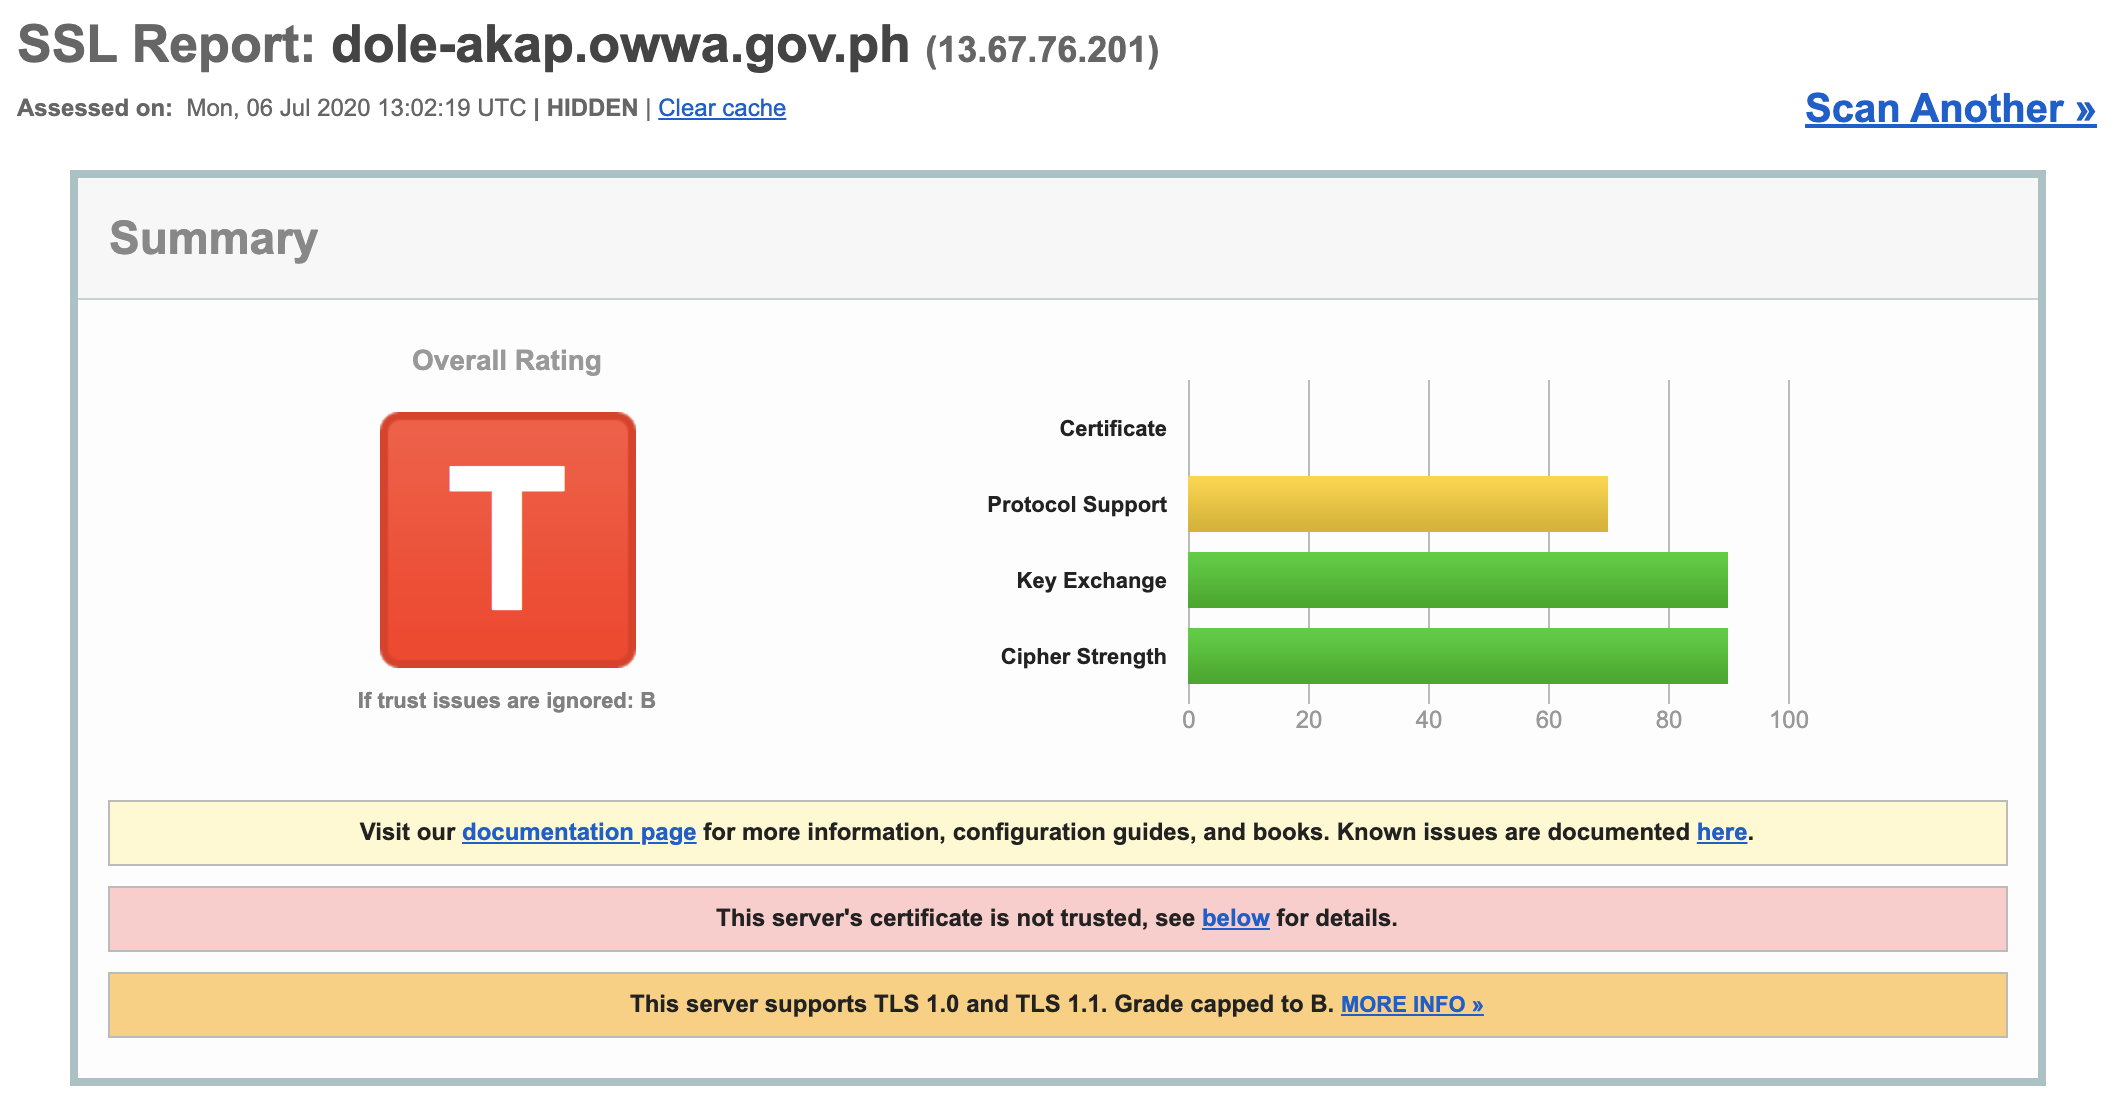 SSL Report: dole-akap.owwa.gov.ph (13.67.76.201)
Assessed on: Mon, 06 Jul 2020 13:02:19 UTC | HIDDEN | Clear cache
Scan Another »
Summary
Overall Rating
T
If trust issues are ignored: B
Certificate
Protocol Support
Key Exchange
Cipher Strength
0 20 40 60 80 100
Visit our documentation page for more information, configuration guides, and books. Known issues are documented here.
This server's certificate is not trusted, see below for details.
This server supports TLS 1.0 and TLS 1.1. Grade capped to B. MORE INFO »